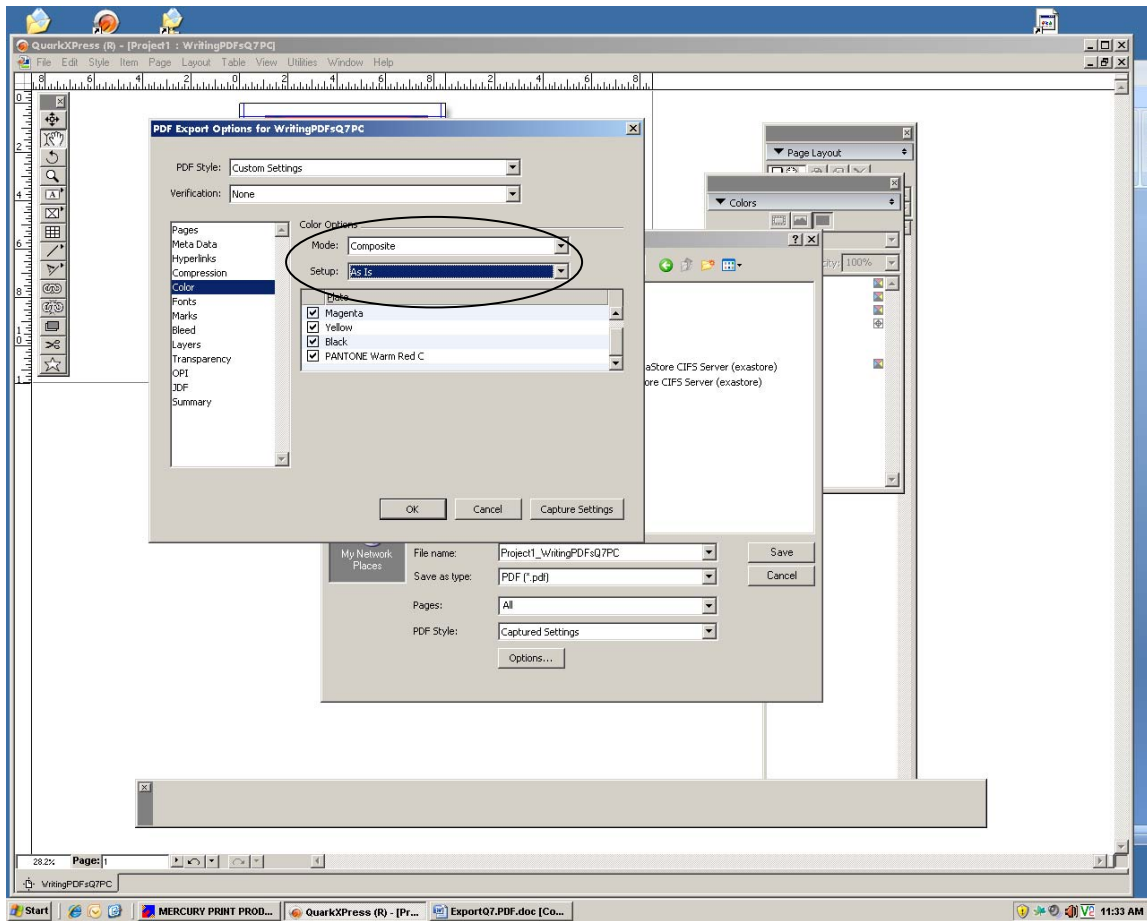 QuarkXPress (R) - [Project1 : WritingPDFsQ7PC]
File Edit Style Item Page Layout Table View Utilities Window Help
PDF Export Options for WritingPDFsQ7PC
PDF Style: Custom Settings
Verification: None
Pages
Meta Data
Hyperlinks
Compression
Color
Fonts
Marks
Bleed
Layers
Transparency
OPI
JDF
Summary
Color Options
Mode: Composite
Setup: As Is
Plate
Magenta
Yellow
Black
PANTONE Warm Red C
OK Cancel Capture Settings
Page Layout
Colors
100%
aStore CIFS Server (exastore)
ore CIFS Server (exastore)
My Network Places
File name: Project1_WritingPDFsQ7PC
Save as type: PDF (*.pdf)
Pages: All
PDF Style: Captured Settings
Options...
Save
Cancel
28.2% Page: 1
WritingPDFsQ7PC
Start MERCURY PRINT PROD... QuarkXPress (R) - [Pr... ExportQ7.PDF.doc [Co... 11:33 AM